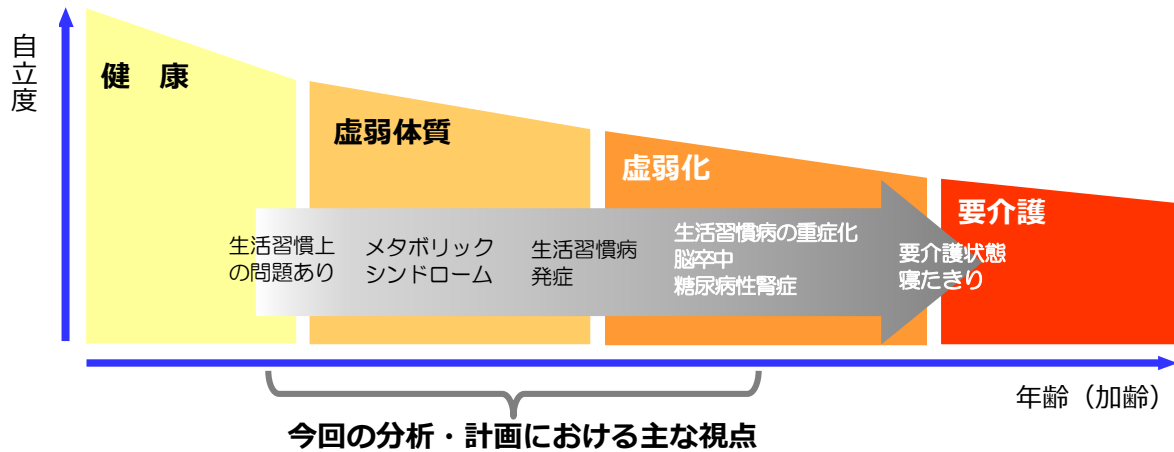 自立度
健 康
虚弱体質
虚弱化
要介護
生活習慣上
の問題あり
メタボリック
シンドローム
生活習慣病
発症
生活習慣病の重症化
脳卒中
糖尿病性腎症
要介護状態
寝たきり
年齢（加齢）
今回の分析・計画における主な視点